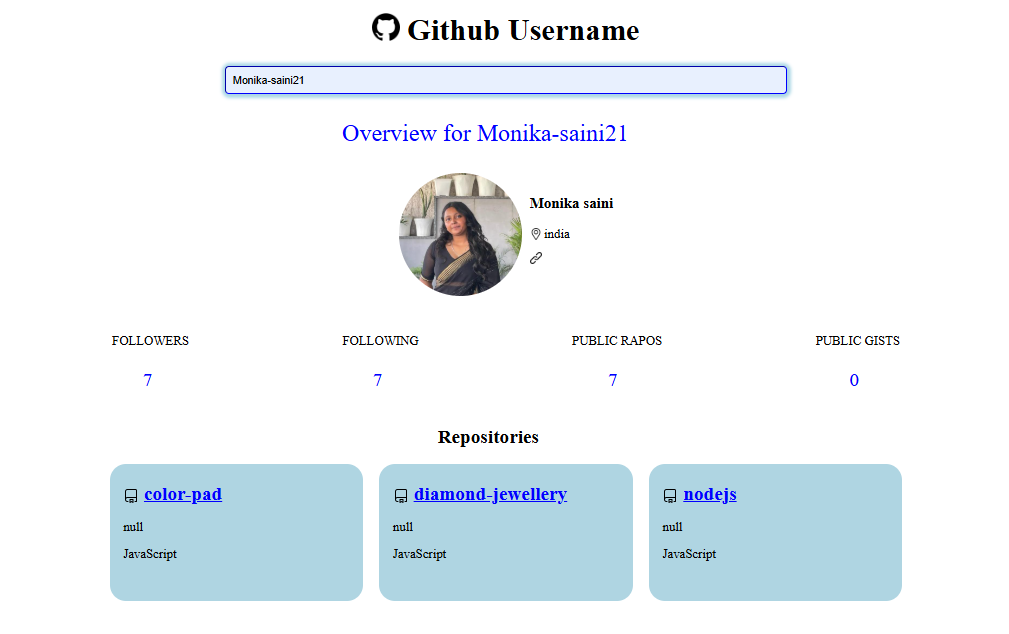 Github Username
Monika-saini21
Overview for Monika-saini21
Monika saini
india
FOLLOWERS FOLLOWING PUBLIC RAPOS PUBLIC GISTS
7 7 7 0
Repositories
color-pad diamond-jewellery nodejs
null null null
JavaScript JavaScript JavaScript